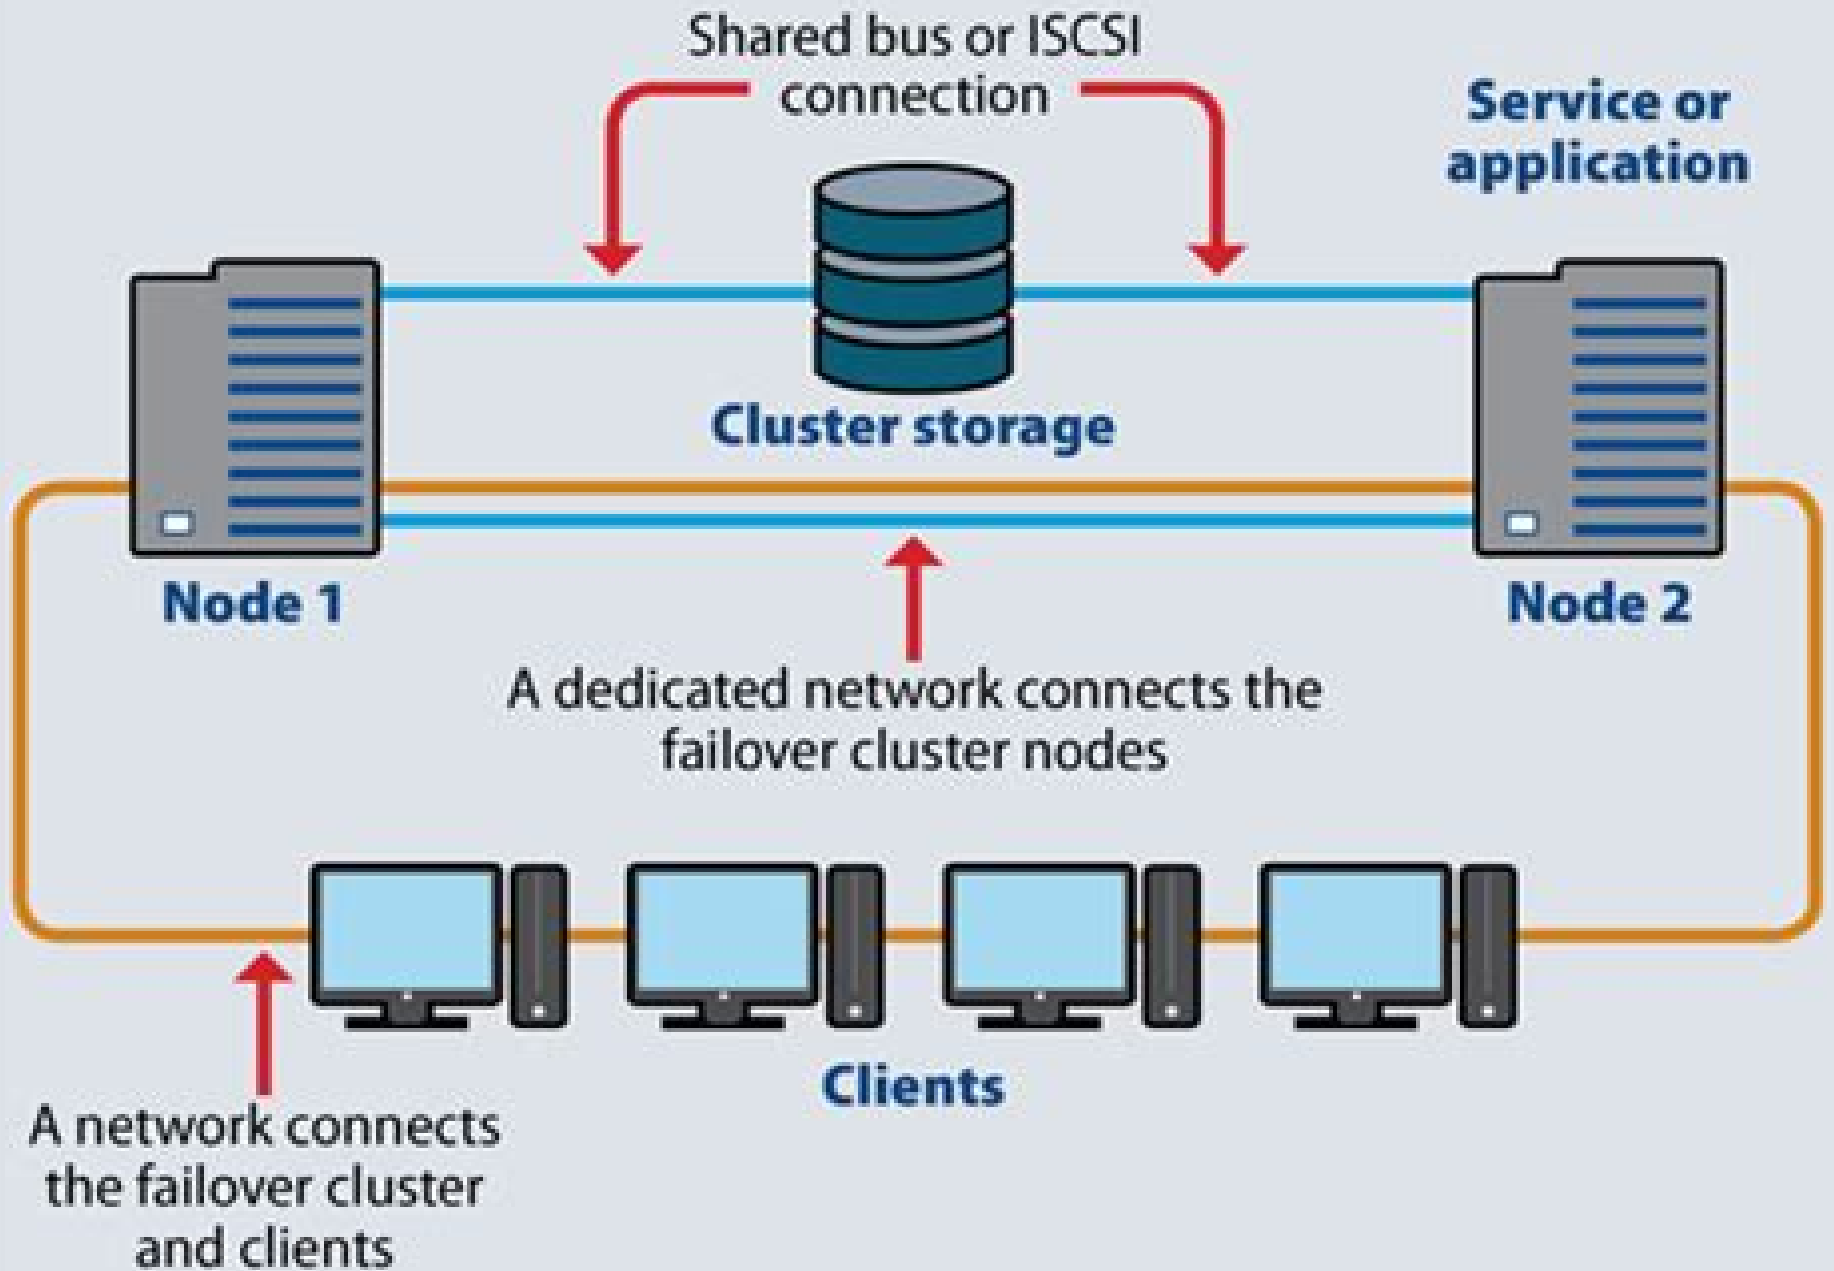 Shared bus or ISCSI
connection
Service or
application
Cluster storage
Node 1
Node 2
A dedicated network connects the
failover cluster nodes
Clients
A network connects
the failover cluster
and clients